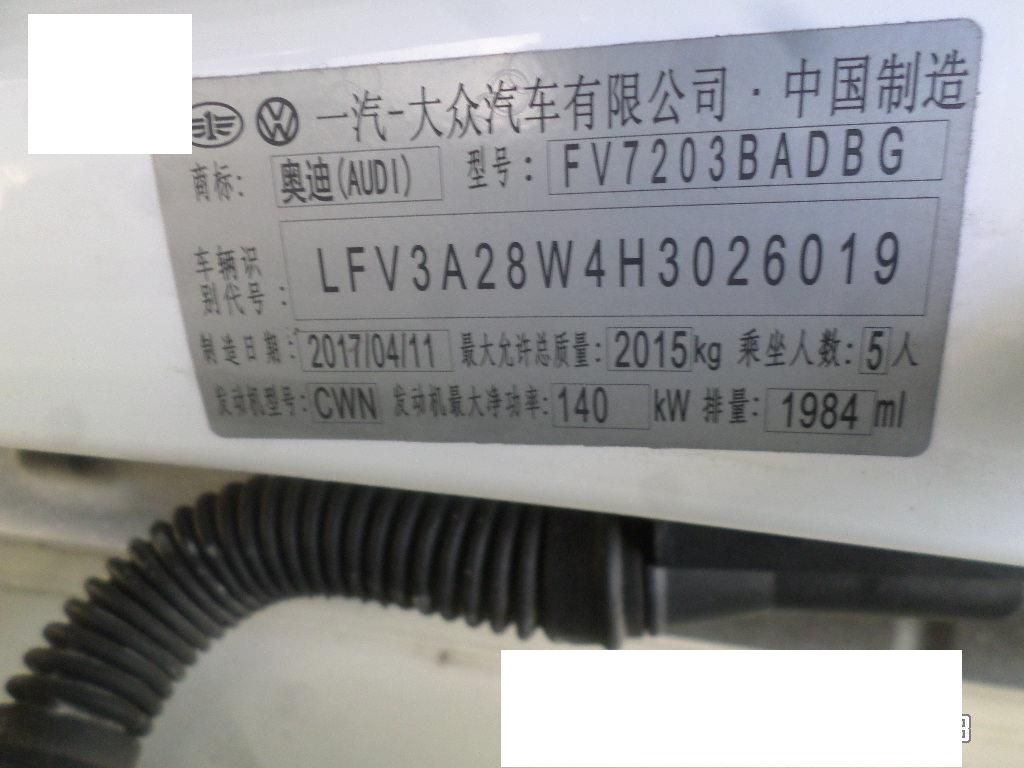 一汽-大众汽车有限公司·中国制造
商标: 奥迪(AUDI) 型号: FV7203BADBG
车辆识别代号: LFV3A28W4H3026019
制造日期: 2017/04/11 最大允许总质量: 2015kg 乘坐人数: 5人
发动机型号: CWN 发动机最大净功率: 140 kW 排量: 1984ml